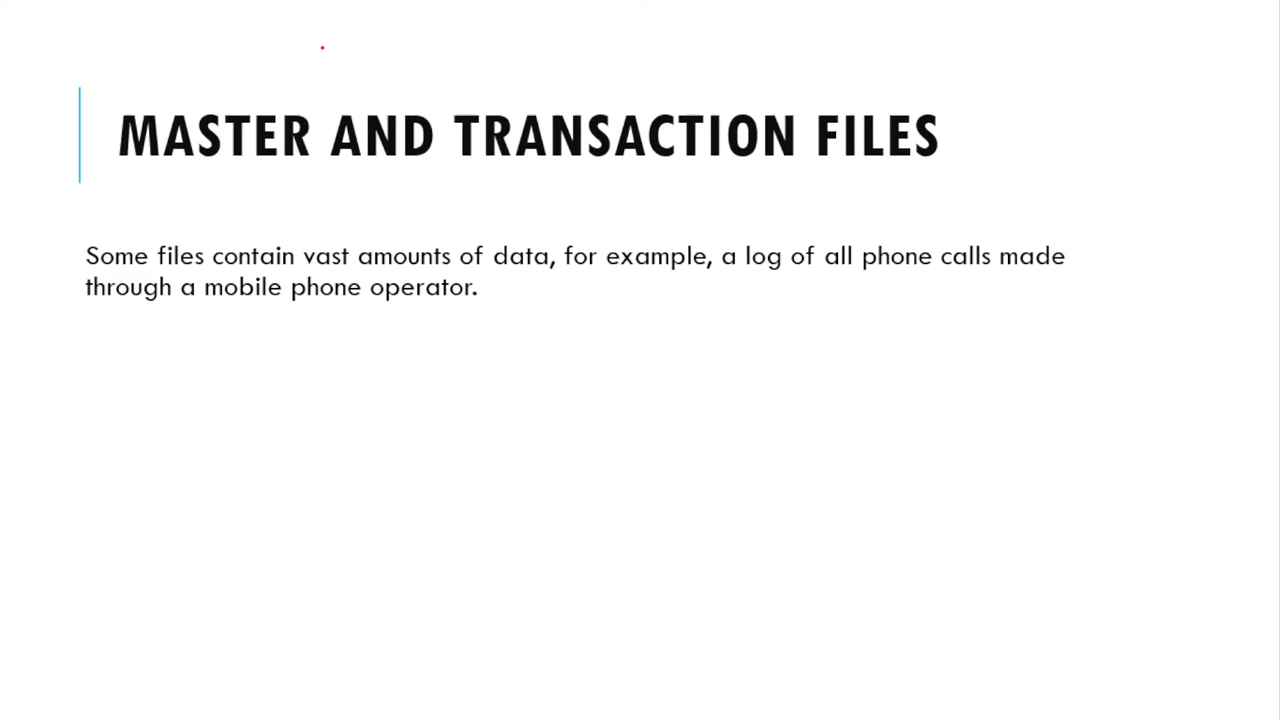 MASTER AND TRANSACTION FILES
Some files contain vast amounts of data, for example, a log of all phone calls made
through a mobile phone operator.